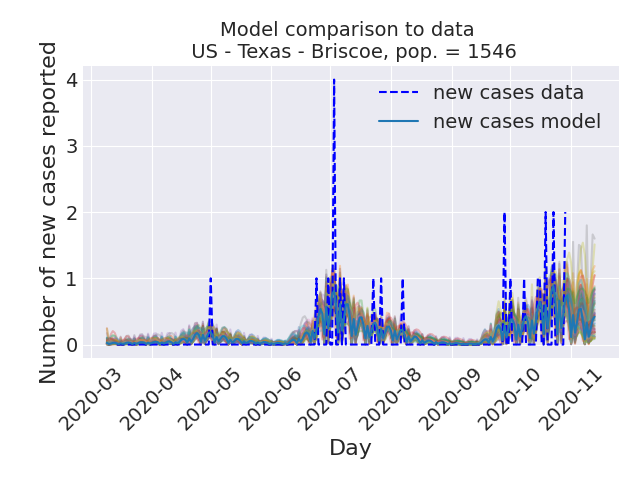 Model comparison to data
US - Texas - Briscoe, pop. = 1546
Number of new cases reported
4
3
2
1
0
new cases data
new cases model
2020-03
2020-04
2020-05
2020-06
2020-07
2020-08
2020-09
2020-10
2020-11
Day